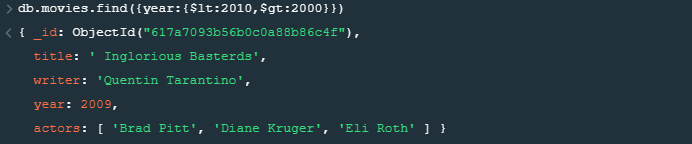 > db.movies.find({year:{$lt:2010,$gt:2000}})
< { _id: ObjectId("617a7093b56b0c0a88b86c4f"),
title: ' Inglorious Basterds',
writer: 'Quentin Tarantino',
year: 2009,
actors: [ 'Brad Pitt', 'Diane Kruger', 'Eli Roth' ] }